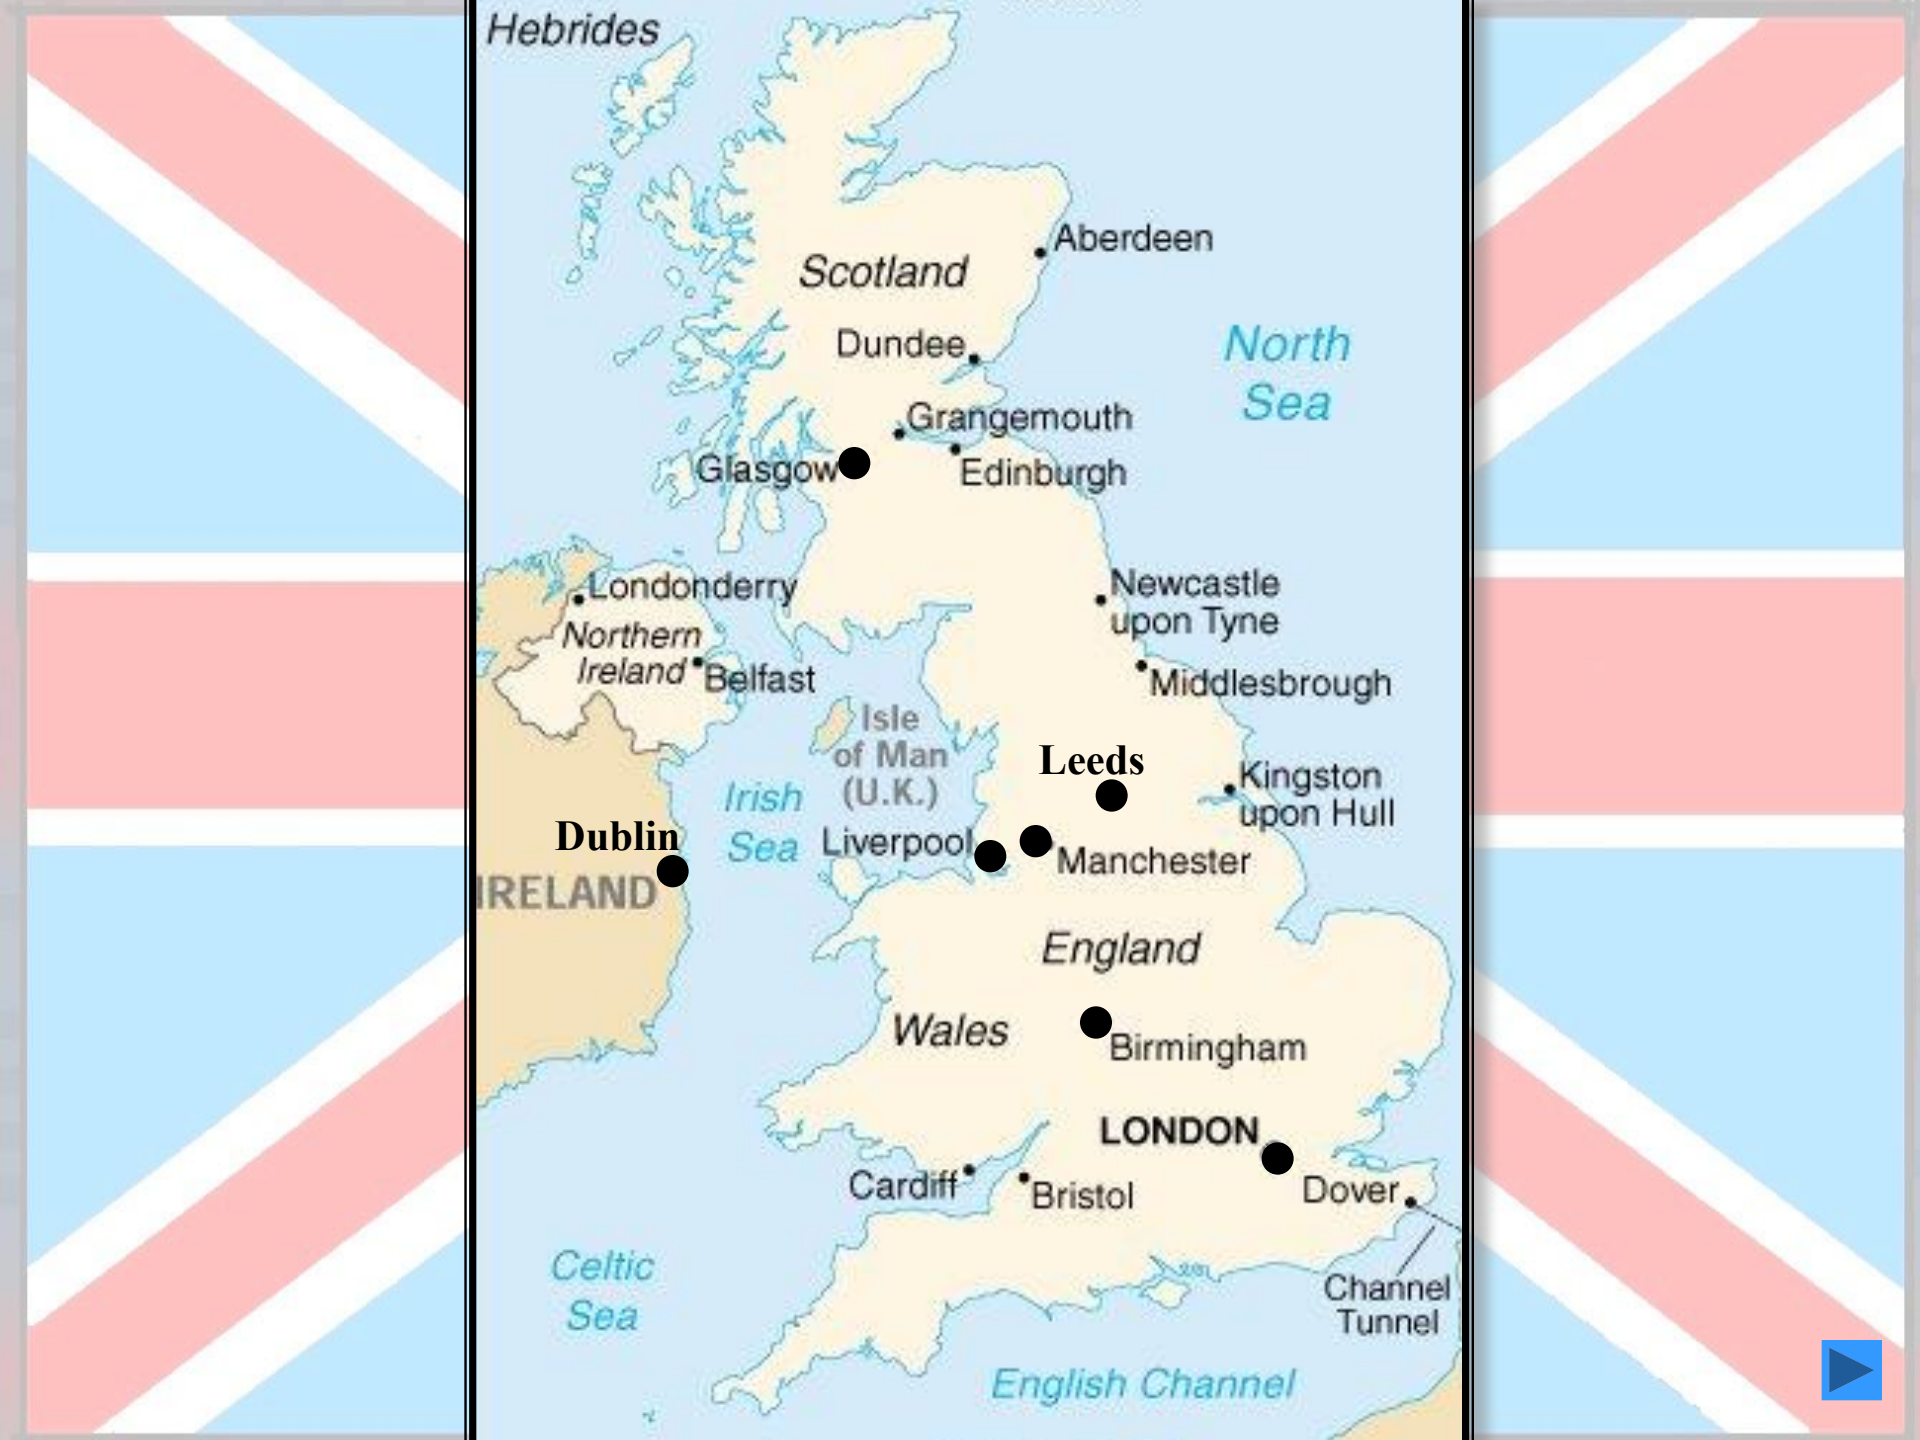 Hebrides
Aberdeen
Scotland
Dundee
North
Sea
Grangemouth
Glasgow
Edinburgh
Londonderry
Newcastle
upon Tyne
Northern
Ireland
Belfast
Middlesbrough
Isle
of Man
(U.K.)
Leeds
Kingston
upon Hull
Irish
Sea
Dublin
Liverpool
Manchester
IRELAND
England
Wales
Birmingham
LONDON
Cardiff
Bristol
Dover
Celtic
Sea
Channel
Tunnel
English Channel